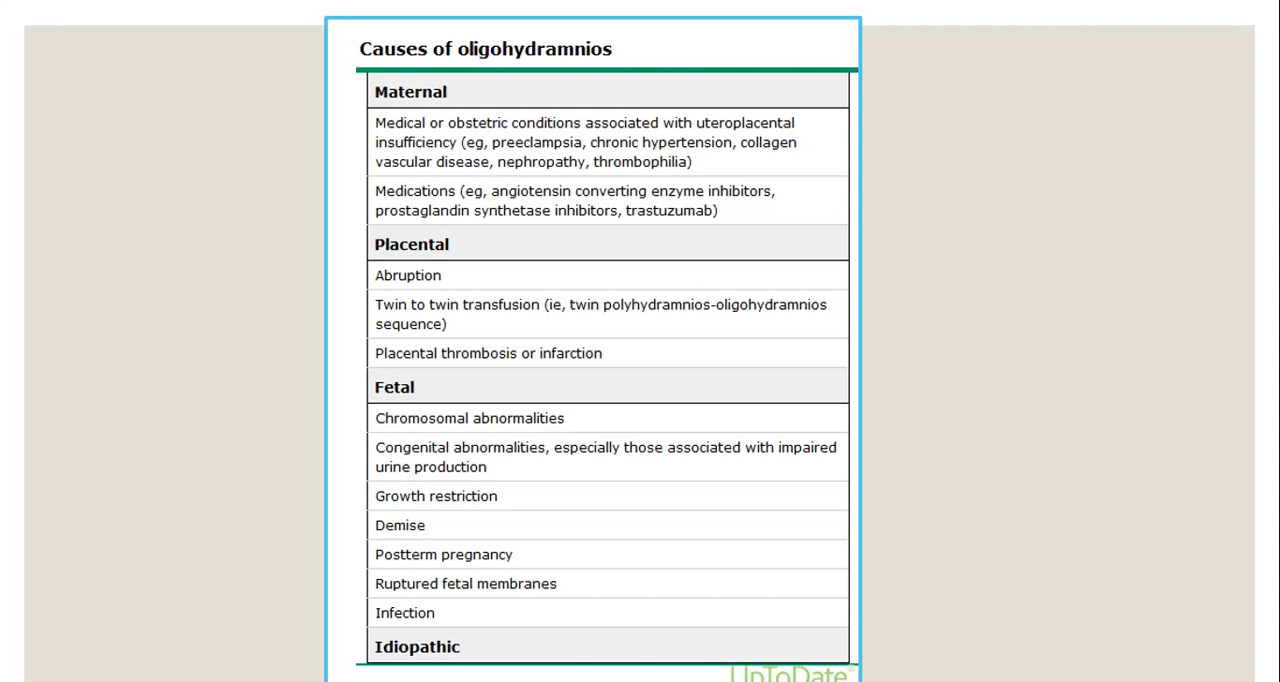 Causes of oligohydramnios
Maternal
Medical or obstetric conditions associated with uteroplacental
insufficiency (eg, preeclampsia, chronic hypertension, collagen
vascular disease, nephropathy, thrombophilia)
Medications (eg, angiotensin converting enzyme inhibitors,
prostaglandin synthetase inhibitors, trastuzumab)
Placental
Abruption
Twin to twin transfusion (ie, twin polyhydramnios-oligohydramnios
sequence)
Placental thrombosis or infarction
Fetal
Chromosomal abnormalities
Congenital abnormalities, especially those associated with impaired
urine production
Growth restriction
Demise
Postterm pregnancy
Ruptured fetal membranes
Infection
Idiopathic
UpToDate®